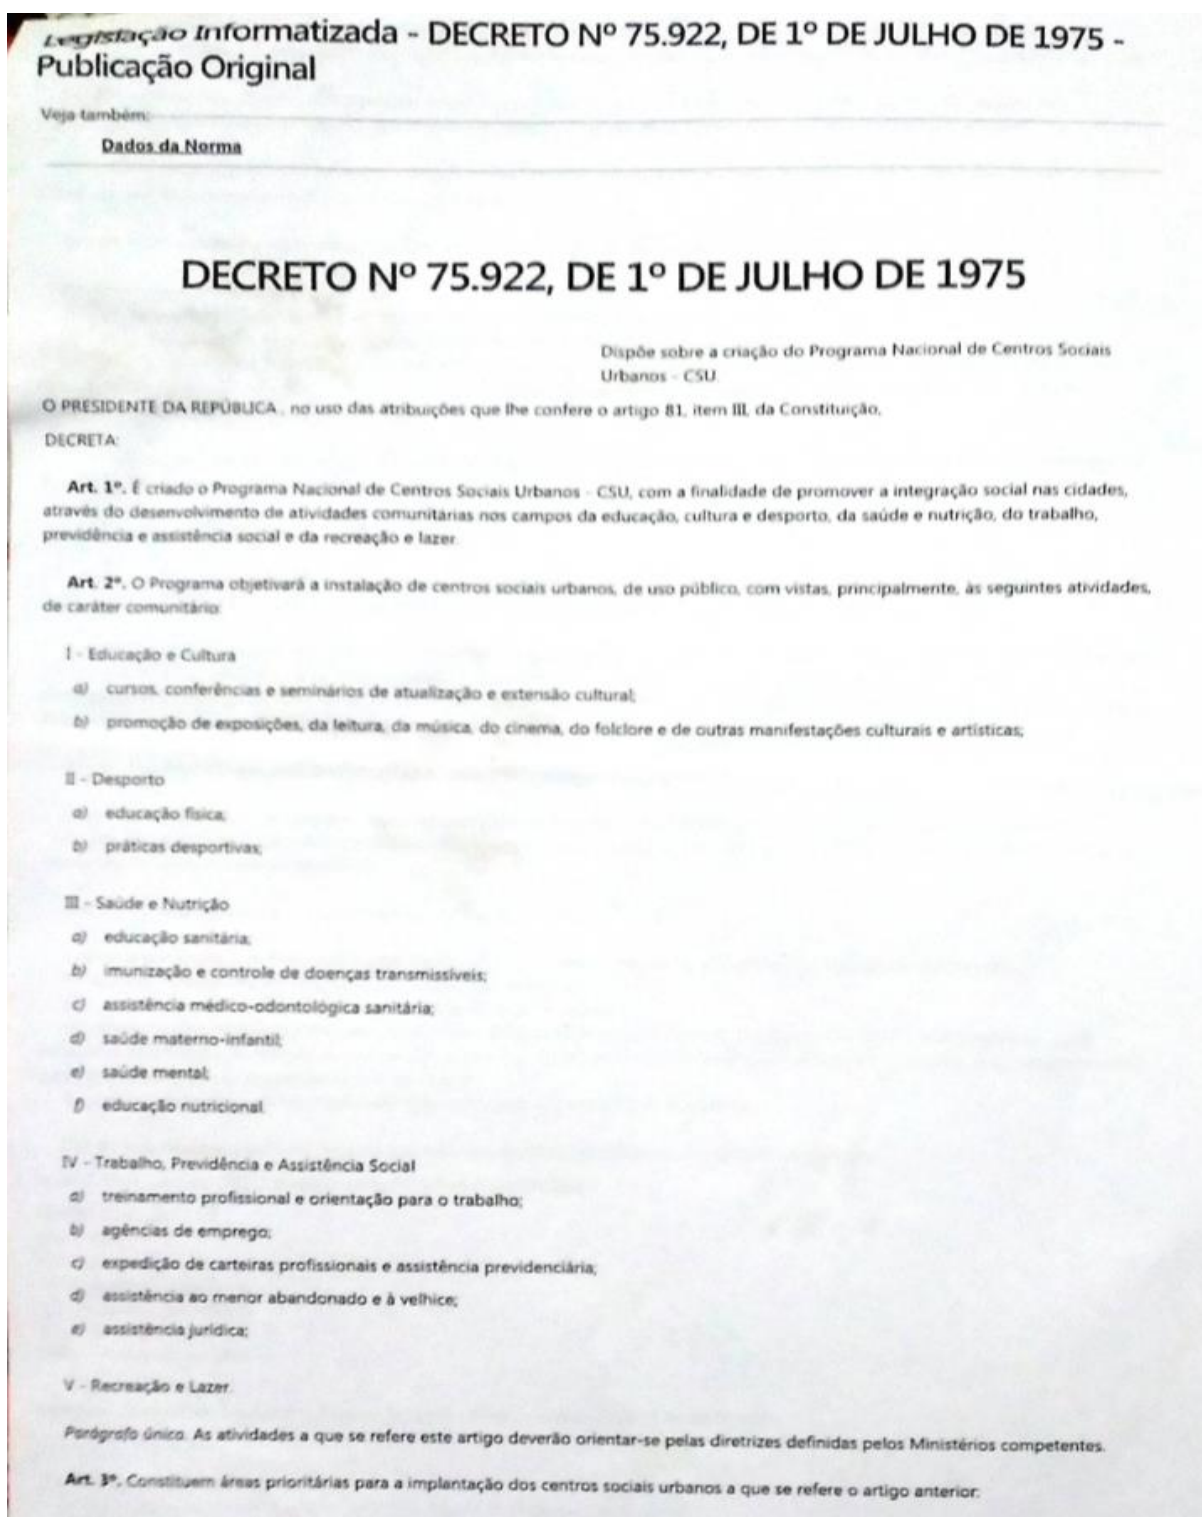 Legislação Informatizada - DECRETO Nº 75.922, DE 1º DE JULHO DE 1975 -
Publicação Original
Veja também:
Dados da Norma
DECRETO Nº 75.922, DE 1º DE JULHO DE 1975
Dispõe sobre a criação do Programa Nacional de Centros Sociais
Urbanos - CSU.
O PRESIDENTE DA REPÚBLICA , no uso das atribuições que lhe confere o artigo 81, item III, da Constituição,
DECRETA:
Art. 1º. É criado o Programa Nacional de Centros Sociais Urbanos - CSU, com a finalidade de promover a integração social nas cidades,
através do desenvolvimento de atividades comunitárias nos campos da educação, cultura e desporto, da saúde e nutrição, do trabalho,
previdência e assistência social e da recreação e lazer.
Art. 2º. O Programa objetivará a instalação de centros sociais urbanos, de uso público, com vistas, principalmente, às seguintes atividades,
de caráter comunitário:
I - Educação e Cultura
a) cursos, conferências e seminários de atualização e extensão cultural;
b) promoção de exposições, da leitura, da música, do cinema, do folclore e de outras manifestações culturais e artísticas;
II - Desporto
a) educação física;
b) práticas desportivas;
III - Saúde e Nutrição
a) educação sanitária;
b) imunização e controle de doenças transmissíveis;
c) assistência médico-odontológica sanitária;
d) saúde materno-infantil;
e) saúde mental;
f) educação nutricional.
IV - Trabalho, Previdência e Assistência Social
a) treinamento profissional e orientação para o trabalho;
b) agências de emprego;
c) expedição de carteiras profissionais e assistência previdenciária;
d) assistência ao menor abandonado e à velhice;
e) assistência jurídica;
V - Recreação e Lazer.
Parágrafo único. As atividades a que se refere este artigo deverão orientar-se pelas diretrizes definidas pelos Ministérios competentes.
Art. 3º. Constituem áreas prioritárias para a implantação dos centros sociais urbanos a que se refere o artigo anterior: